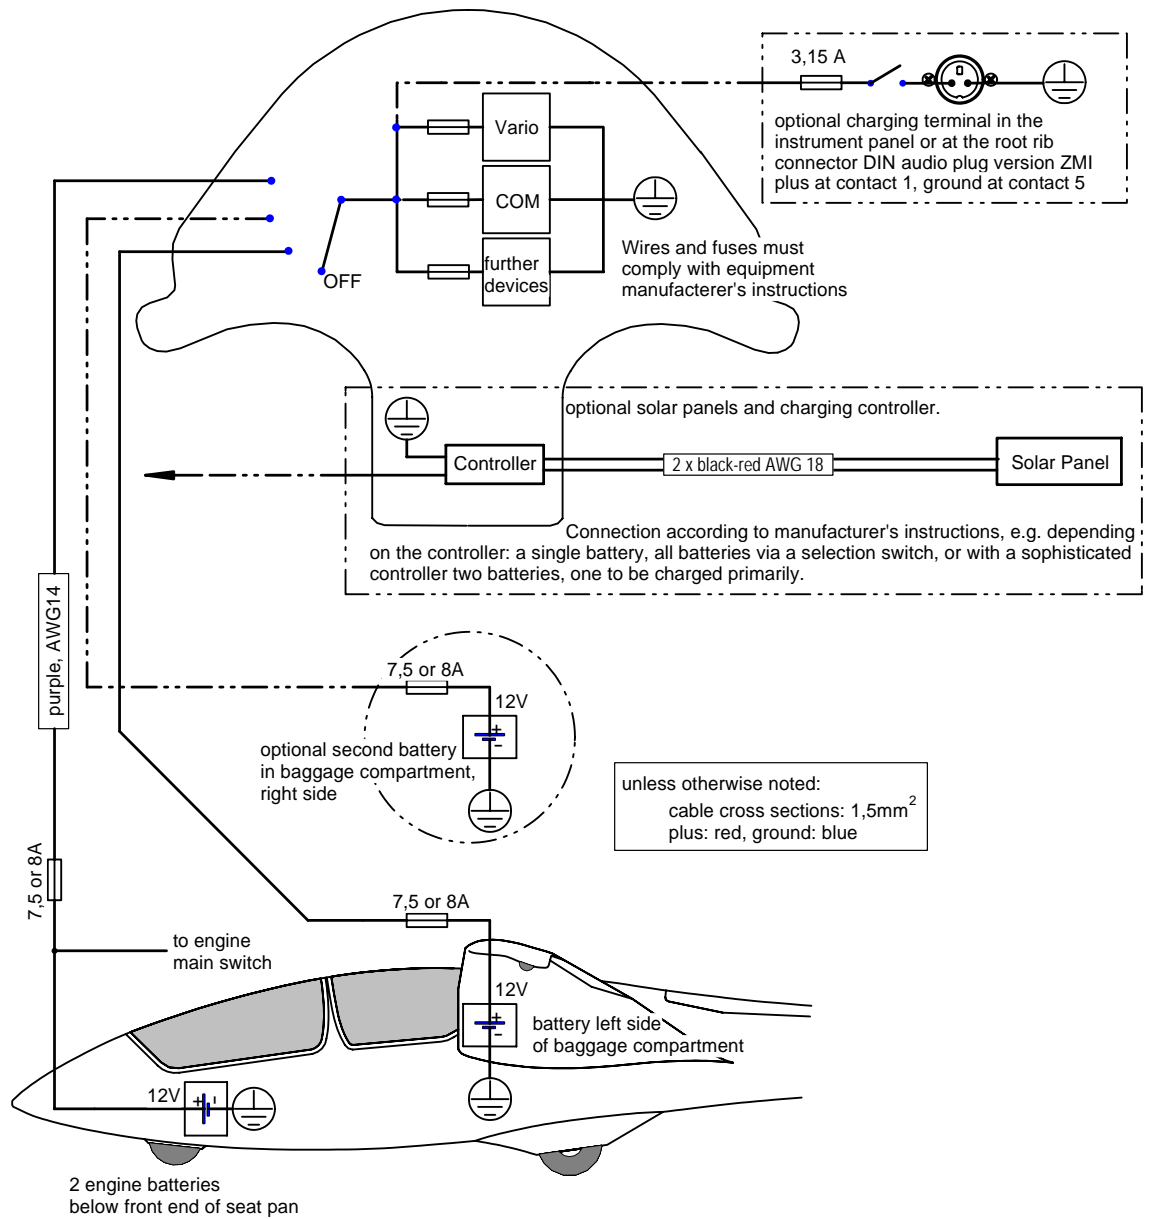 3,15 A
optional charging terminal in the
instrument panel or at the root rib
connector DIN audio plug version ZMI
plus at contact 1, ground at contact 5
Vario
COM
further
devices
OFF
Wires and fuses must
comply with equipment
manufacterer's instructions
optional solar panels and charging controller.
Controller
2 x black-red AWG 18
Solar Panel
Connection according to manufacturer's instructions, e.g. depending
on the controller: a single battery, all batteries via a selection switch, or with a sophisticated
controller two batteries, one to be charged primarily.
purple, AWG14
7,5 or 8A
12V
+
-
optional second battery
in baggage compartment,
right side
unless otherwise noted:
cable cross sections: 1,5mm²
plus: red, ground: blue
7,5 or 8A
7,5 or 8A
to engine
main switch
12V
+
-
battery left side
of baggage compartment
12V
+ -
2 engine batteries
below front end of seat pan